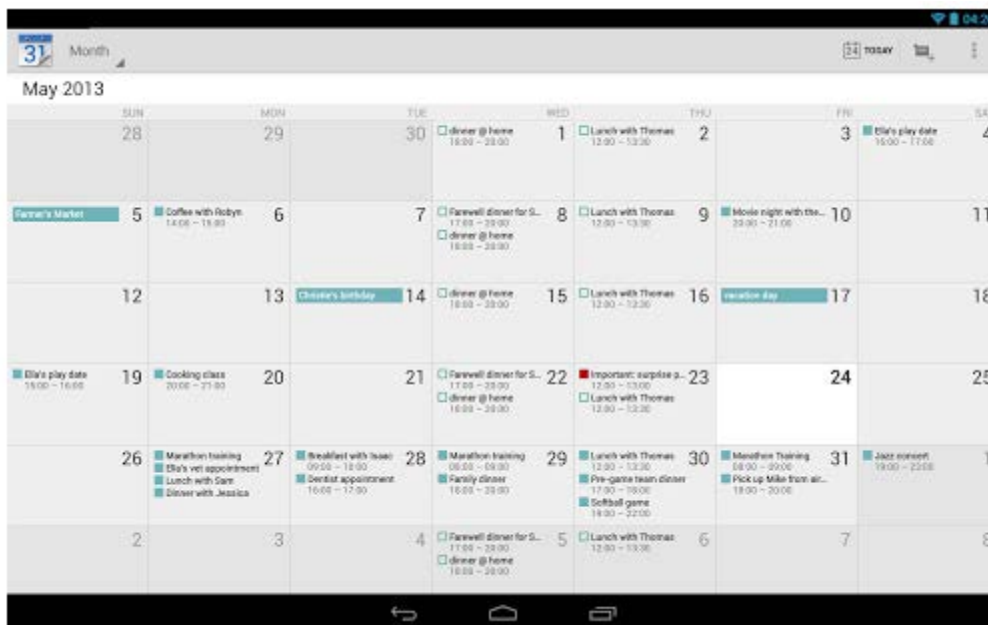 04:2
31 Month 24 TODAY
May 2013
SUN MON TUE WED THU FRI SA
28 29 30 1 2 3 4
dinner @ home
18:00 – 20:00
Lunch with Thomas
12:00 – 13:30
Ella's play date
15:00 – 17:00
5 6 7 8 9 10 11
Farmer's Market
Coffee with Robyn
14:00 – 15:00
Farewell dinner for S...
17:00 – 20:00
dinner @ home
18:00 – 20:00
Lunch with Thomas
12:00 – 13:30
Movie night with the...
20:00 – 21:00
12 13 14 15 16 17 18
Christie's birthday
dinner @ home
18:00 – 20:00
Lunch with Thomas
12:00 – 13:30
vacation day
19 20 21 22 23 24 25
Ella's play date
15:00 – 16:00
Cooking class
20:00 – 21:00
Farewell dinner for S...
17:00 – 20:00
dinner @ home
18:00 – 20:00
Important: surprise p...
12:00 – 13:00
Lunch with Thomas
12:00 – 13:30
26 27 28 29 30 31 1
Marathon training
Ella's vet appointment
Lunch with Sam
Dinner with Jessica
Breakfast with Isaac
09:00 – 10:00
Dentist appointment
16:00 – 17:00
Marathon training
08:00 – 09:00
Family dinner
18:00 – 20:00
Lunch with Thomas
12:00 – 13:30
Pre-game team dinner
17:00 – 18:00
Softball game
19:00 – 22:00
Marathon Training
08:00 – 09:00
Pick up Mike from air...
18:00 – 20:00
Jazz concert
19:00 – 22:00
2 3 4 5 6 7 8
Farewell dinner for S...
17:00 – 20:00
dinner @ home
18:00 – 20:00
Lunch with Thomas
12:00 – 13:30